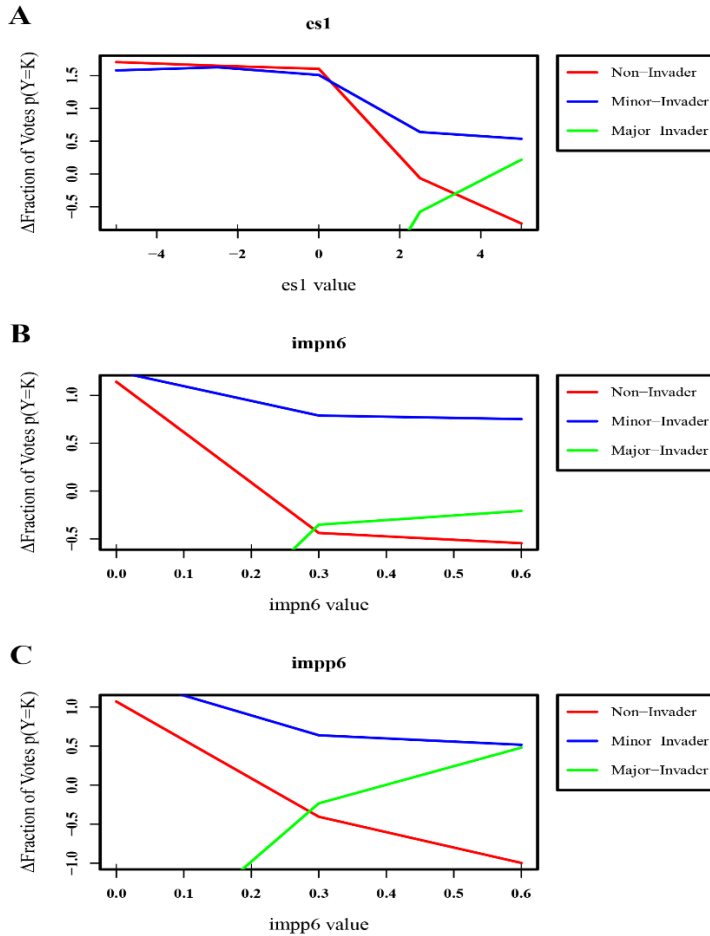 A
cs1
ΔFraction of Votes p(Y=K)
1.5
1.0
0.5
0.0
−0.5
−4
−2
0
2
4
cs1 value
Non−Invader
Minor−Invader
Major−Invader
B
impn6
ΔFraction of Votes p(Y=K)
1.0
0.5
0.0
−0.5
0.0
0.1
0.2
0.3
0.4
0.5
0.6
impn6 value
Non−Invader
Minor−Invader
Major−Invader
C
impp6
ΔFraction of Votes p(Y=K)
1.0
0.5
0.0
−0.5
−1.0
0.0
0.1
0.2
0.3
0.4
0.5
0.6
impp6 value
Non−Invader
Minor Invader
Major−Invader